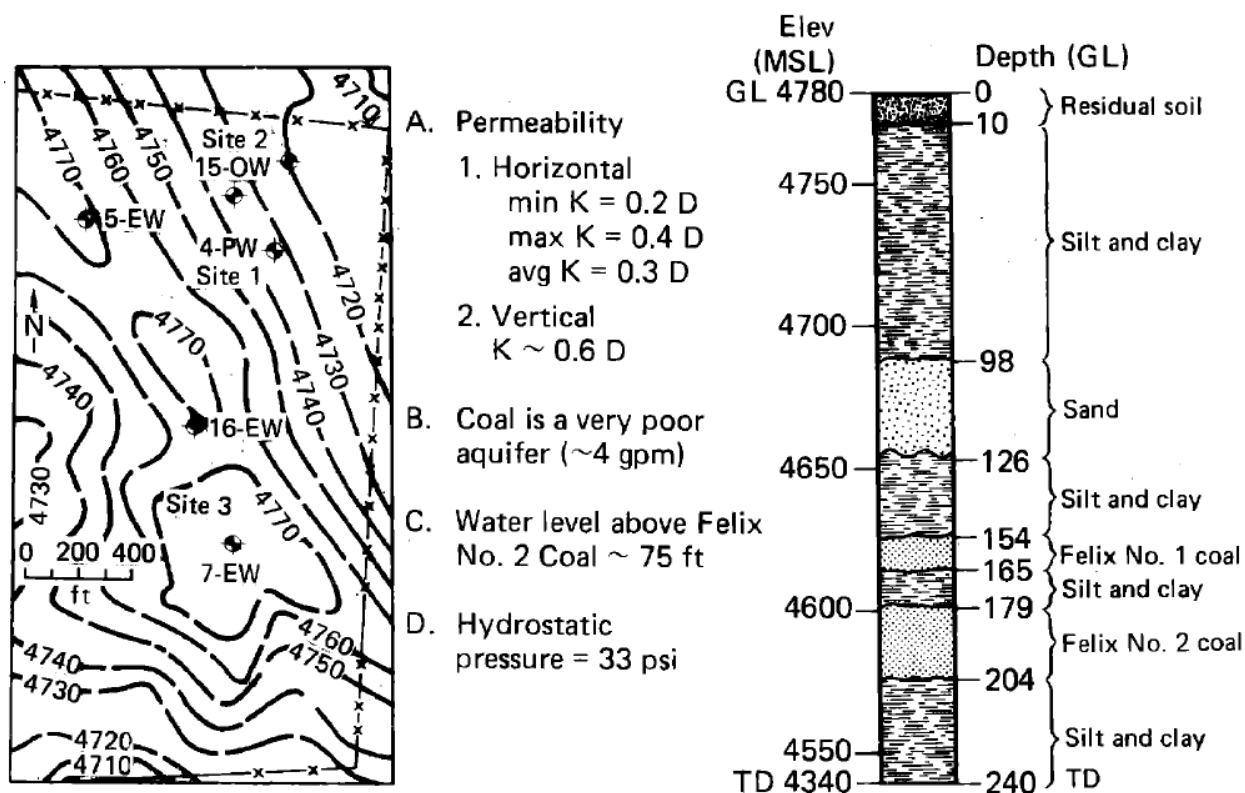 4710
4750
4760
4770
Site 2
15-OW
5-EW
4-PW
Site 1
4720
N
4770
4730
4740
4740
16-EW
4730
Site 3
4770
0 200 400
ft
7-EW
4760
4750
4740
4730
4720
4710
A. Permeability
1. Horizontal
min K = 0.2 D
max K = 0.4 D
avg K = 0.3 D
2. Vertical
K ~ 0.6 D
B. Coal is a very poor
aquifer (~4 gpm)
C. Water level above Felix
No. 2 Coal ~ 75 ft
D. Hydrostatic
pressure = 33 psi
Elev
(MSL)
Depth (GL)
GL 4780
0
Residual soil
10
4750
Silt and clay
4700
98
Sand
4650
126
Silt and clay
154
Felix No. 1 coal
165
Silt and clay
4600
179
Felix No. 2 coal
204
Silt and clay
4550
TD 4340
240
TD